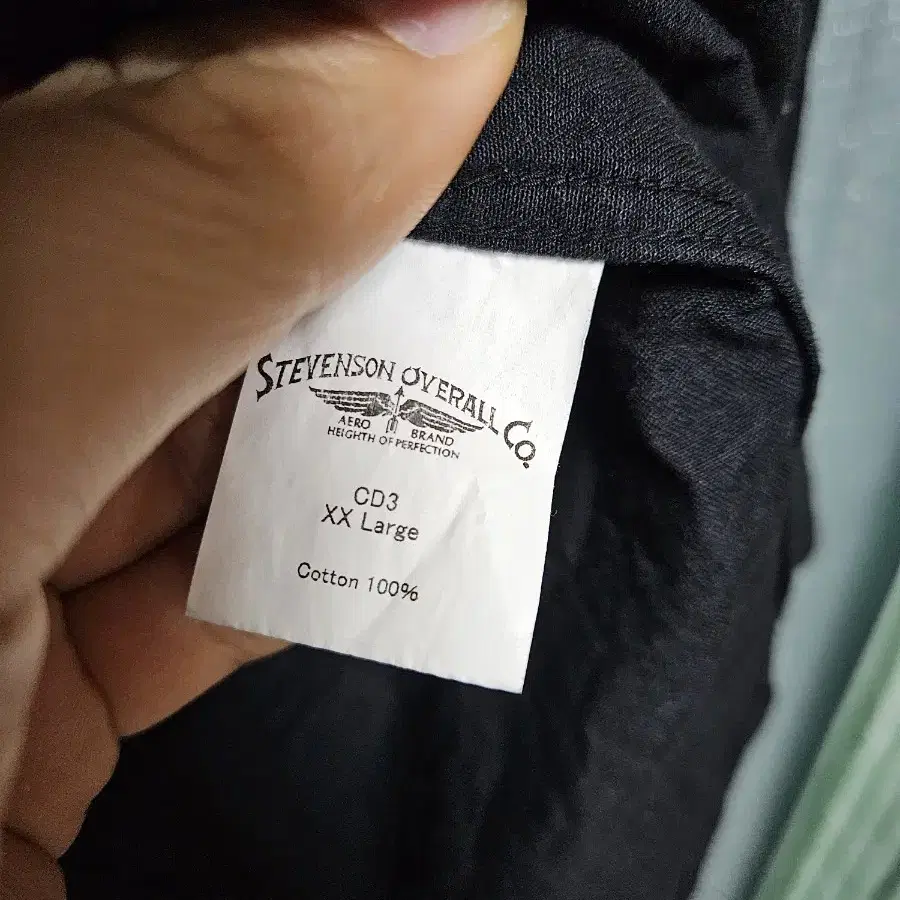 STEVENSON OVERALL CO.
AERO BRAND
HEIGHTH OF PERFECTION
CD3
XX Large
Cotton 100%